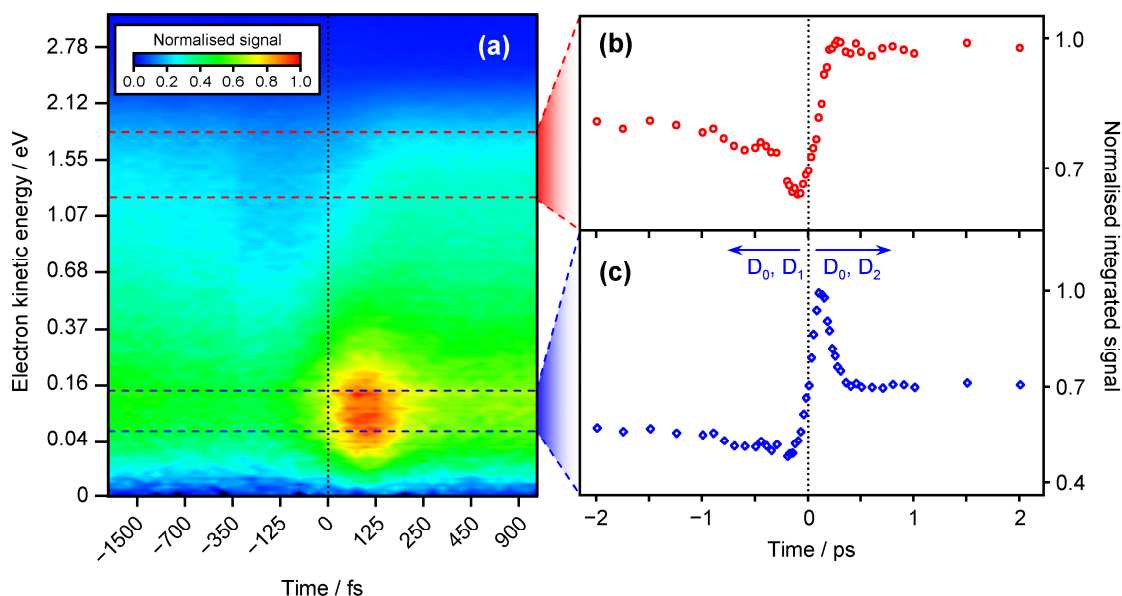 Normalised signal
0.0 0.2 0.4 0.6 0.8 1.0
(a)
Electron kinetic energy / eV
2.78
2.12
1.55
1.07
0.68
0.37
0.16
0.04
0
−1500 −700 −350 −125 0 125 250 450 900
Time / fs
(b)
1.0
0.7
(c)
D₀, D₁ D₀, D₂
1.0
0.7
0.4
Normalised integrated signal
−2 −1 0 1 2
Time / ps